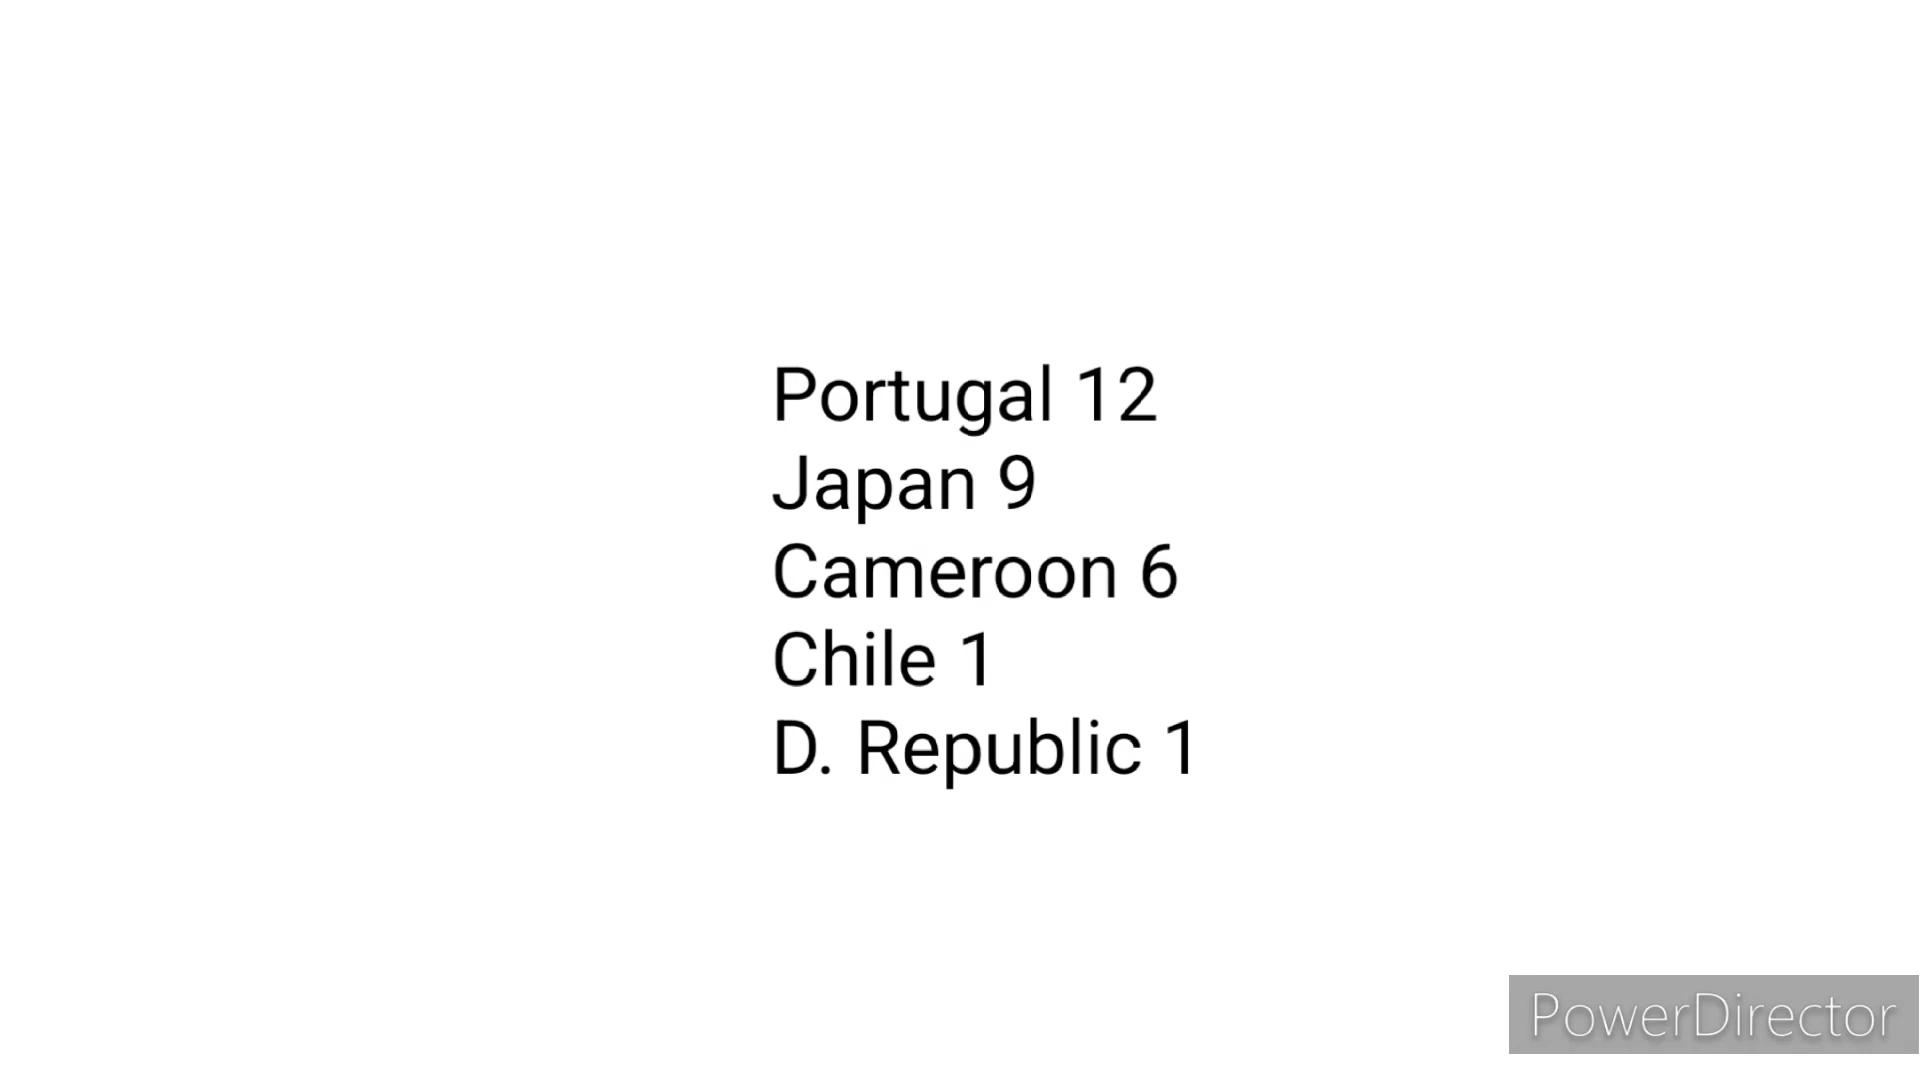 Portugal 12
Japan 9
Cameroon 6
Chile 1
D. Republic 1
PowerDirector